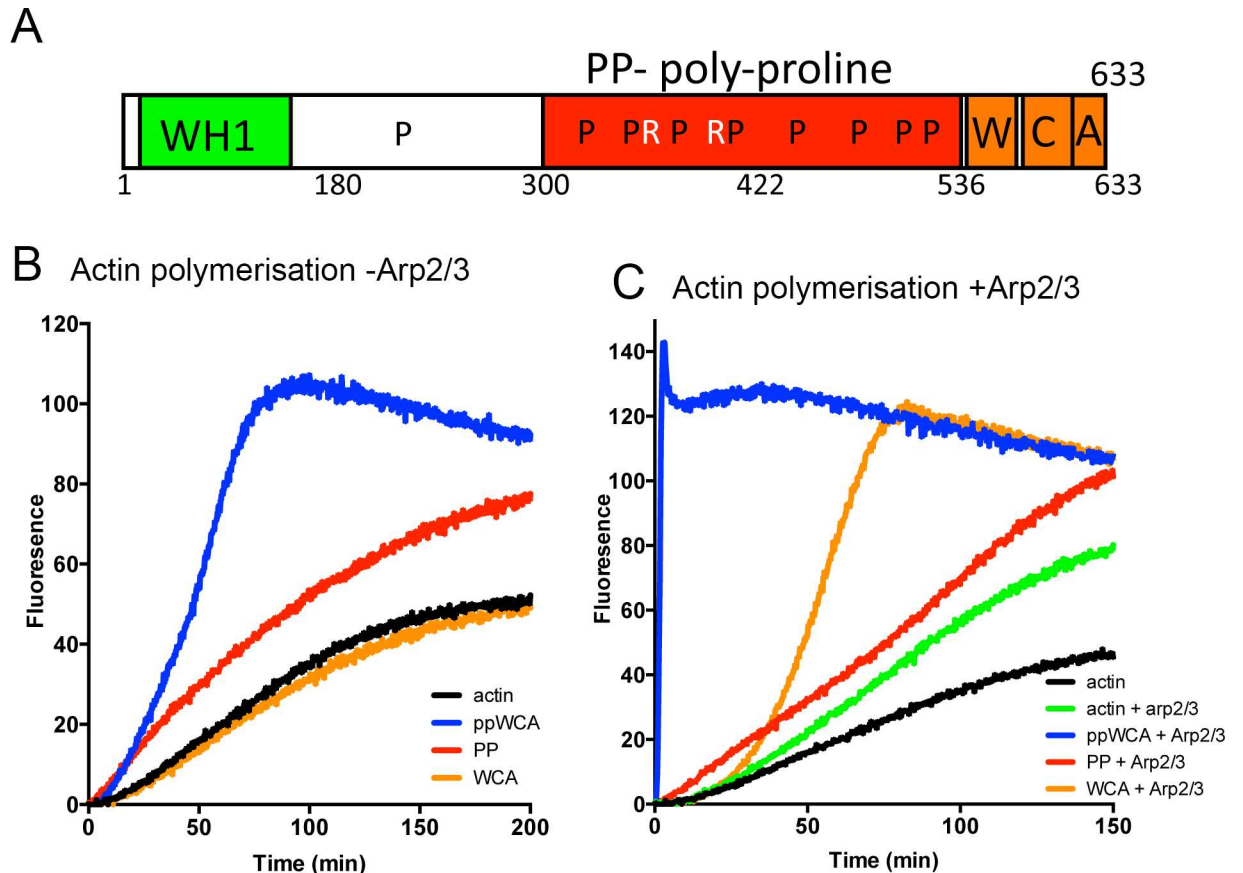 A
PP- poly-proline 633
WH1 P P P R P R P P P P P W C A
1 180 300 422 536 633
B Actin polymerisation -Arp2/3
120
100
80
60
40
20
0
Fluoresence
0 50 100 150 200
Time (min)
actin
ppWCA
PP
WCA
C Actin polymerisation +Arp2/3
140
120
100
80
60
40
20
0
Fluoresence
0 50 100 150
Time (min)
actin
actin + arp2/3
ppWCA + Arp2/3
PP + Arp2/3
WCA + Arp2/3